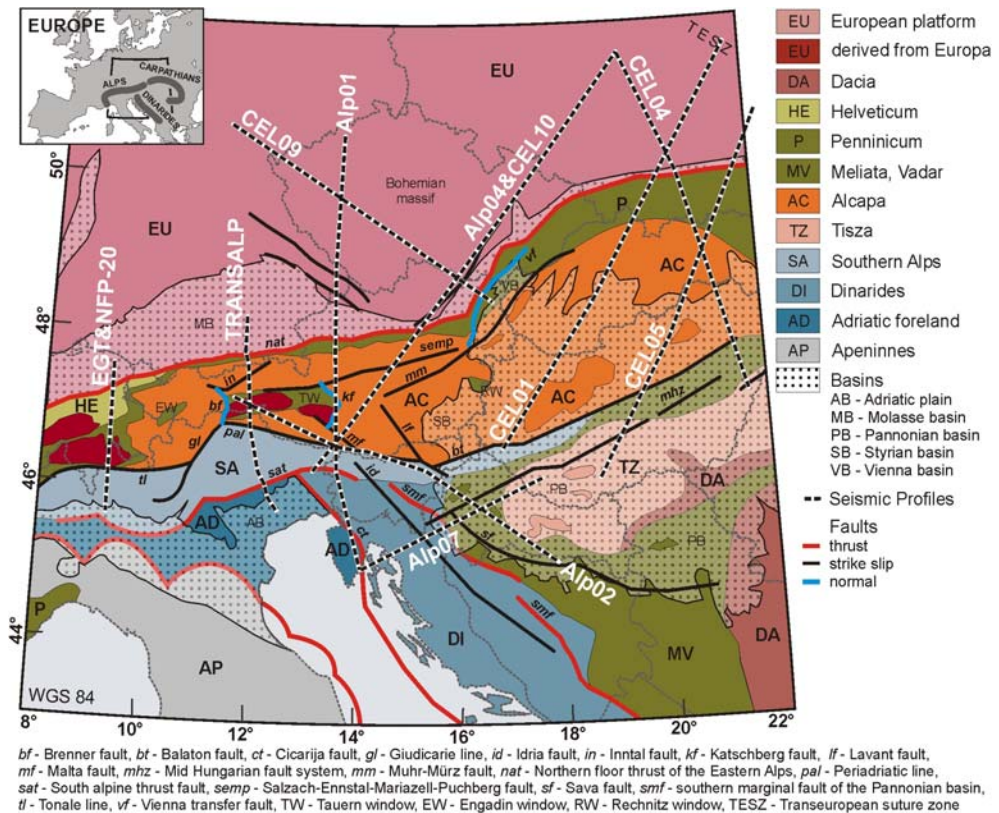 EUROPE
CARPATHIANS
ALPS
DINARIDES
TESZ
EU
CEL09
Alp01
CEL04
50°
Bohemian
massif
Alp04&CEL10
P
EU
EGT&NFP-20
TRANSALP
vf
VB
AC
48°
MB
nat
semp
mm
CEL05
HE
in
EW
bf
TW
kf
AC
RW
AC
CEL01
mhz
gl
pal
mf
lf
SB
bt
46°
tl
SA
sat
id
smf
TZ
PB
DA
AD
AB
AD
ct
Alp07
sf
PB
Alp02
44°
P
AP
DI
smf
MV
DA
WGS 84
8° 10° 12° 14° 16° 18° 20° 22°
EU European platform
EU derived from Europa
DA Dacia
HE Helveticum
P Penninicum
MV Meliata, Vadar
AC Alcapa
TZ Tisza
SA Southern Alps
DI Dinarides
AD Adriatic foreland
AP Apeninnes
Basins
AB - Adriatic plain
MB - Molasse basin
PB - Pannonian basin
SB - Styrian basin
VB - Vienna basin
Seismic Profiles
Faults
thrust
strike slip
normal
bf - Brenner fault, bt - Balaton fault, ct - Cicarija fault, gl - Giudicarie line, id - Idria fault, in - Inntal fault, kf - Katschberg fault, lf - Lavant fault,
mf - Malta fault, mhz - Mid Hungarian fault system, mm - Muhr-Mürz fault, nat - Northern floor thrust of the Eastern Alps, pal - Periadriatic line,
sat - South alpine thrust fault, semp - Salzach-Ennstal-Mariazell-Puchberg fault, sf - Sava fault, smf - southern marginal fault of the Pannonian basin,
tl - Tonale line, vf - Vienna transfer fault, TW - Tauern window, EW - Engadin window, RW - Rechnitz window, TESZ - Transeuropean suture zone